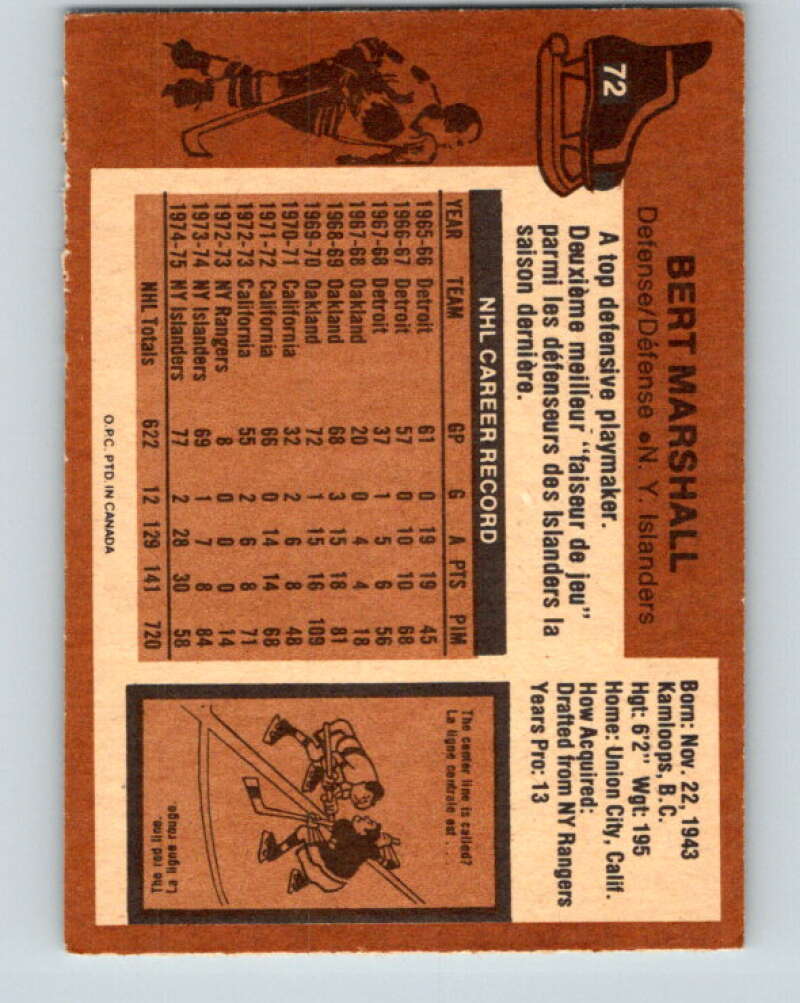 72
BERT MARSHALL
Defense/Défense ● N. Y. Islanders
Born: Nov. 22, 1943
Kamloops, B.C.
Hgt: 6'2" Wgt: 195
Home: Union City, Calif.
How Acquired:
Drafted from NY Rangers
Years Pro: 13
A top defensive playmaker.
Deuxième meilleur "faiseur de jeu"
parmi les défenseurs des Islanders la
saison dernière.
NHL CAREER RECORD
YEAR TEAM GP G A PTS PIM
1965-66 Detroit 61 0 19 19 45
1966-67 Detroit 57 0 10 10 68
1967-68 Detroit 37 1 5 6 56
1967-68 Oakland 20 0 4 4 18
1968-69 Oakland 68 3 15 18 81
1969-70 Oakland 72 1 15 16 109
1970-71 California 32 2 6 8 48
1971-72 California 66 0 14 14 68
1972-73 California 55 2 6 8 71
1972-73 NY Rangers 8 0 0 0 14
1973-74 NY Islanders 69 1 7 8 84
1974-75 NY Islanders 77 2 28 30 58
NHL Totals 622 12 129 141 720
The center line is called?
La ligne centrale est . . . .
The red line.
La ligne rouge.
O.P.C. PTD. IN CANADA